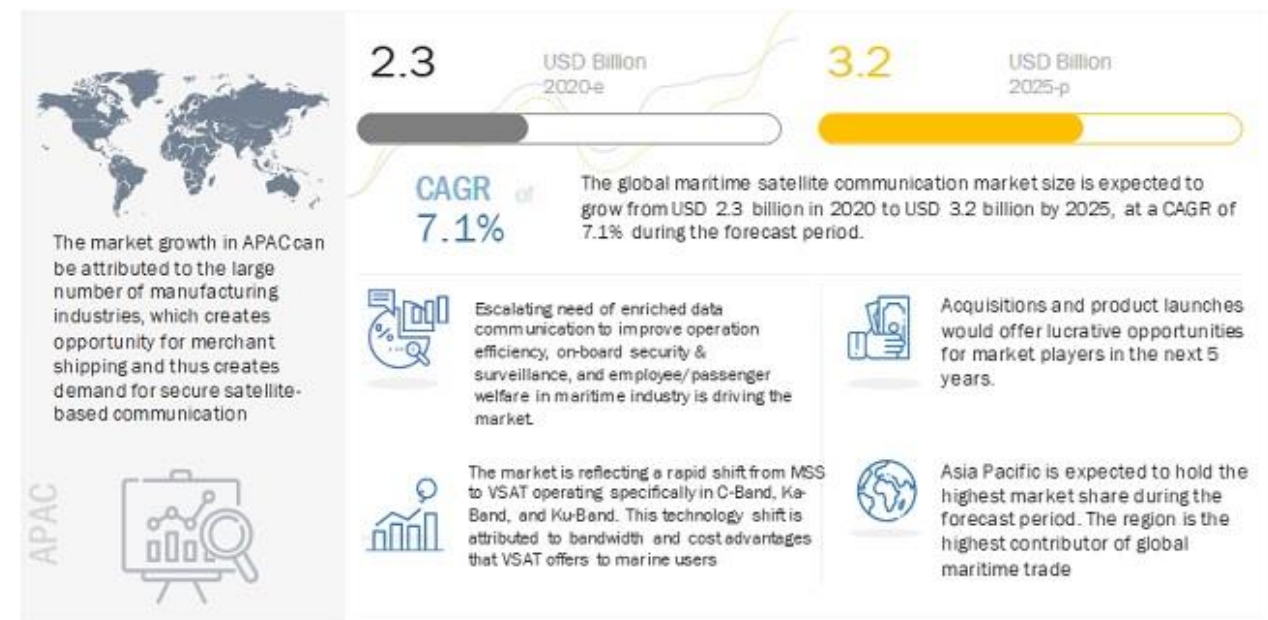 The market growth in APAC can
be attributed to the large
number of manufacturing
industries, which creates
opportunity for merchant
shipping and thus creates
demand for secure satellite-
based communication
APAC
2.3
USD Billion
2020-e
3.2
USD Billion
2025-p
CAGR of
7.1%
The global maritime satellite communication market size is expected to
grow from USD 2.3 billion in 2020 to USD 3.2 billion by 2025, at a CAGR of
7.1% during the forecast period.
Escalating need of enriched data
communication to improve operation
efficiency, on-board security &
surveillance, and employee/passenger
welfare in maritime industry is driving the
market.
Acquisitions and product launches
would offer lucrative opportunities
for market players in the next 5
years.
The market is reflecting a rapid shift from MSS
to VSAT operating specifically in C-Band, Ka-
Band, and Ku-Band. This technology shift is
attributed to bandwidth and cost advantages
that VSAT offers to marine users
Asia Pacific is expected to hold the
highest market share during the
forecast period. The region is the
highest contributor of global
maritime trade